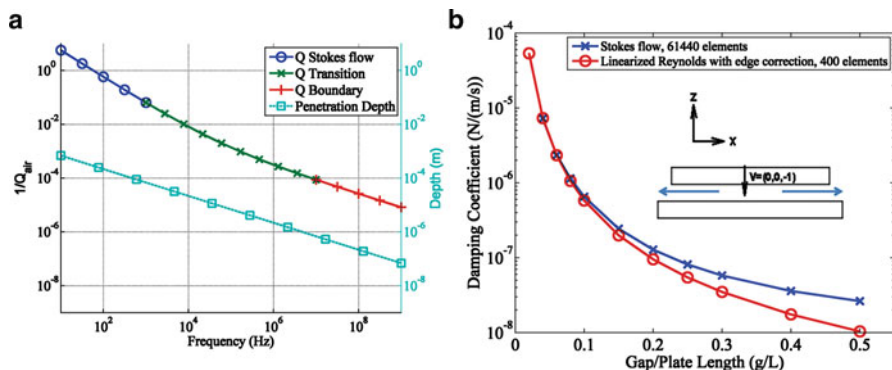 a
10^0
10^-2
10^-4
10^-6
10^-8
1/Q_air
10^2
10^4
10^6
10^8
Frequency (Hz)
Q Stokes flow
Q Transition
Q Boundary
Penetration Depth
10^0
10^-2
10^-4
10^-6
10^-8
Depth (m)
b
10^-4
10^-5
10^-6
10^-7
10^-8
Damping Coefficient (N/(m/s))
Stokes flow, 61440 elements
Linearized Reynolds with edge correction, 400 elements
Z
X
V=(0,0,-1)
0
0.1
0.2
0.3
0.4
0.5
Gap/Plate Length (g/L)